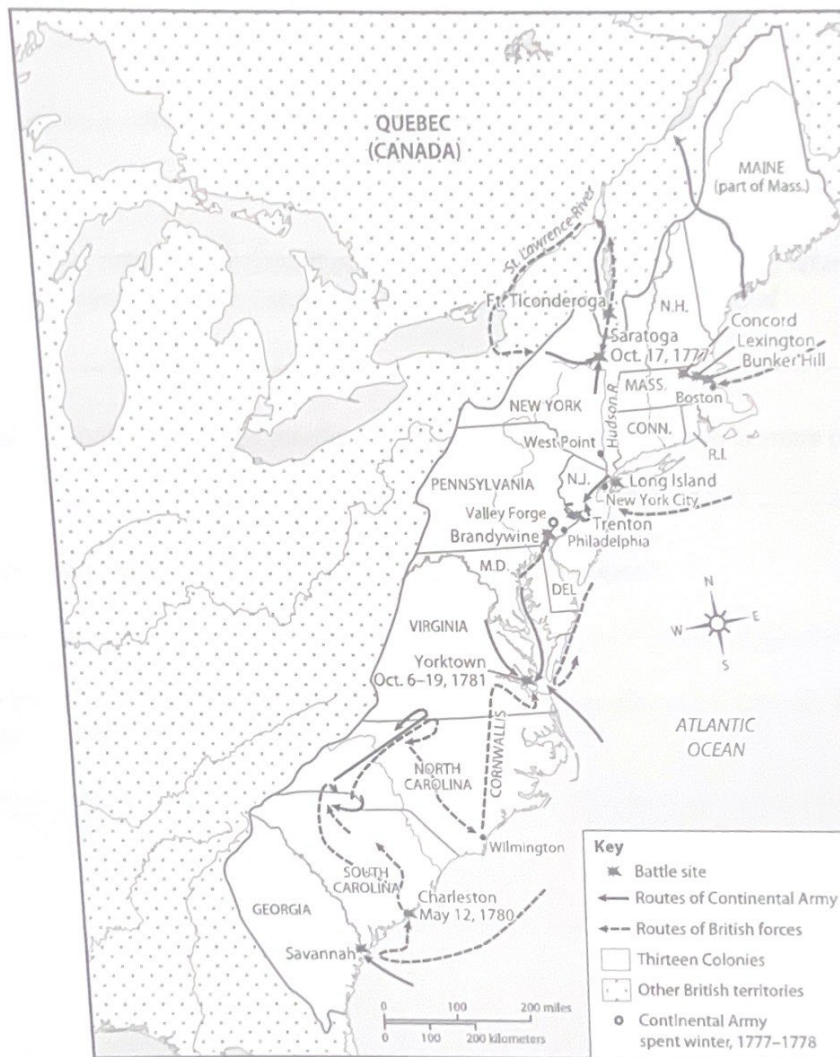 QUEBEC
(CANADA)
MAINE
(part of Mass.)
St. Lawrence River
Ft. Ticonderoga
N.H.
Saratoga
Oct. 17, 1777
Concord
Lexington
Bunker Hill
MASS.
Boston
NEW YORK
Hudson R.
CONN.
R.I.
West Point
PENNSYLVANIA
N.J.
Long Island
New York City
Valley Forge
Trenton
Brandywine
Philadelphia
M.D.
DEL
VIRGINIA
Yorktown
Oct. 6–19, 1781
N
W E
S
ATLANTIC
OCEAN
CORNWALLIS
NORTH
CAROLINA
Wilmington
SOUTH
CAROLINA
Charleston
May 12, 1780
GEORGIA
Savannah
0 100 200 miles
0 100 200 kilometers
Key
Battle site
Routes of Continental Army
Routes of British forces
Thirteen Colonies
Other British territories
Continental Army
spent winter, 1777–1778